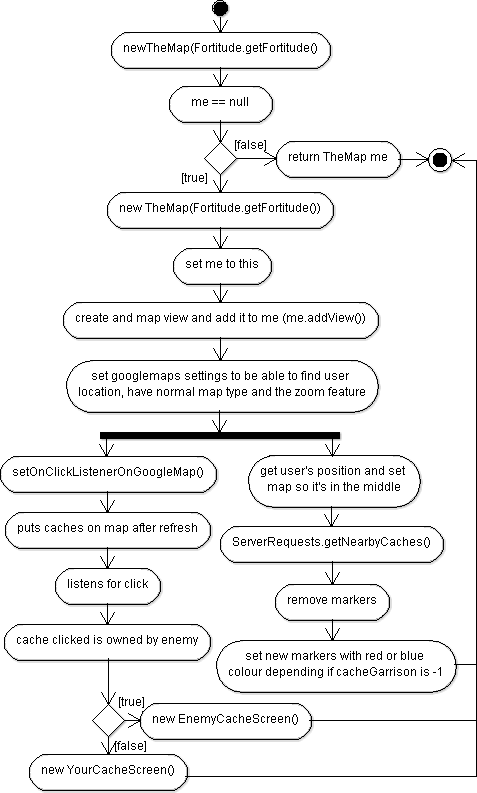 newTheMap(Fortitude.getFortitude()
me == null
[false]
return TheMap me
[true]
new TheMap(Fortitude.getFortitude())
set me to this
create and map view and add it to me (me.addView())
set googlemaps settings to be able to find user
location, have normal map type and the zoom feature
setOnClickListenerOnGoogleMap()
puts caches on map after refresh
listens for click
cache clicked is owned by enemy
get user's position and set
map so it's in the middle
ServerRequests.getNearbyCaches()
remove markers
set new markers with red or blue
colour depending if cacheGarrison is -1
[true]
new EnemyCacheScreen()
[false]
new YourCacheScreen()